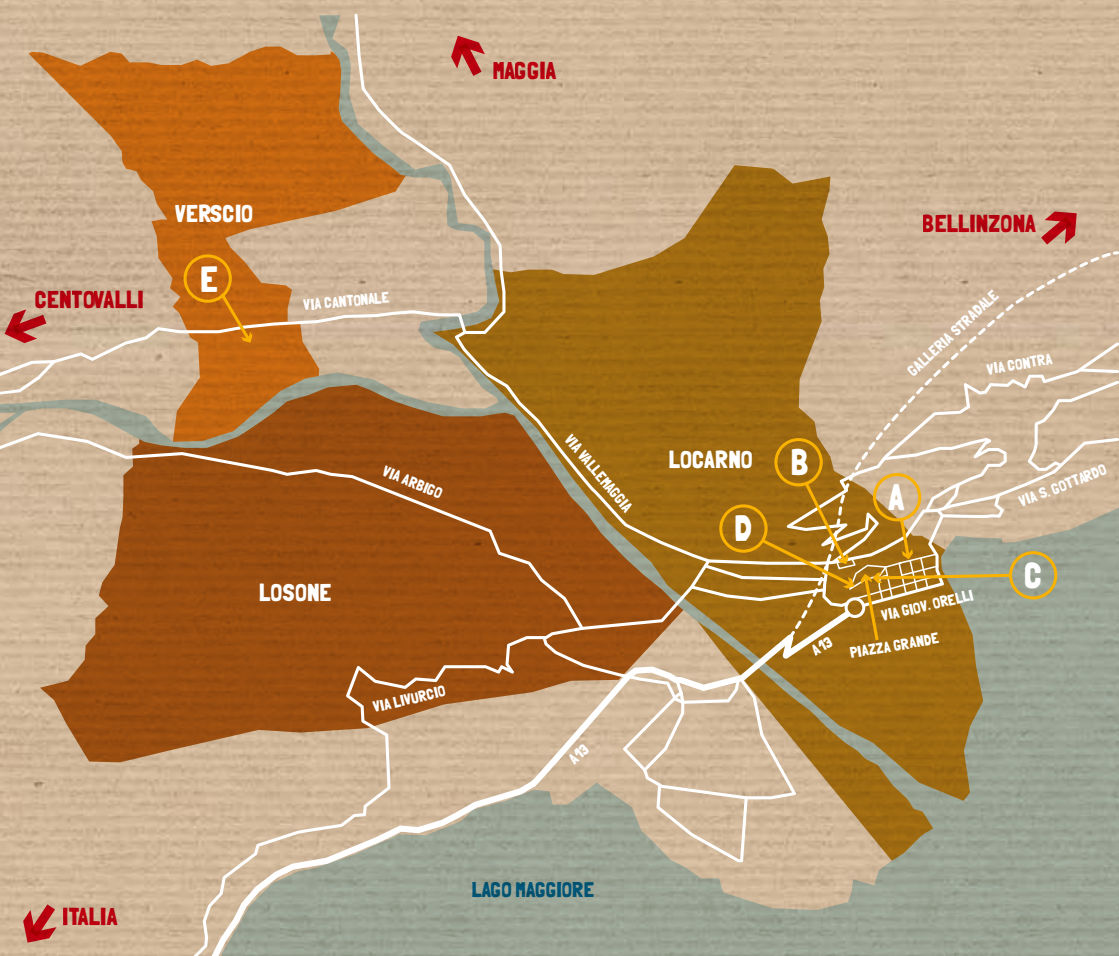 MAGGIA
VERSCIO
BELLINZONA
E
CENTOVALLI
VIA CANTONALE
GALLERIA STRADALE
VIA CONTRA
VIA VALLEMAGGIA
LOCARNO
B
VIA ARBIGO
A
VIA S. GOTTARDO
D
C
LOSONE
VIA GIOV. ORELLI
A13
PIAZZA GRANDE
VIA LIVURCIO
A13
LAGO MAGGIORE
ITALIA